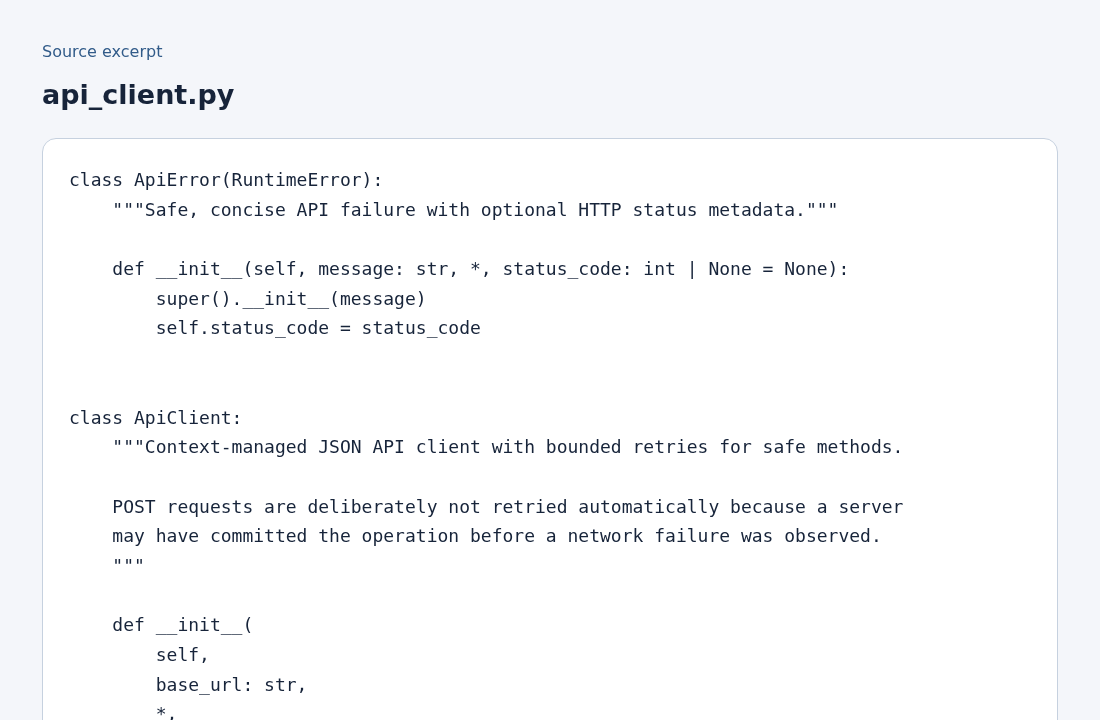 Source excerpt
api_client.py
class ApiError(RuntimeError):
    """Safe, concise API failure with optional HTTP status metadata."""

    def __init__(self, message: str, *, status_code: int | None = None):
        super().__init__(message)
        self.status_code = status_code


class ApiClient:
    """Context-managed JSON API client with bounded retries for safe methods.

    POST requests are deliberately not retried automatically because a server
    may have committed the operation before a network failure was observed.
    """

    def __init__(
        self,
        base_url: str,
        *,